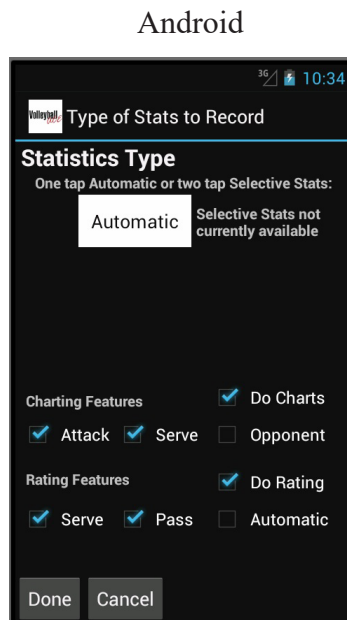 Android
3G 10:34
Volleyball Ace Type of Stats to Record
Statistics Type
One tap Automatic or two tap Selective Stats:
Automatic
Selective Stats not
currently available
Charting Features
Do Charts
Attack Serve Opponent
Rating Features
Do Rating
Serve Pass Automatic
Done Cancel